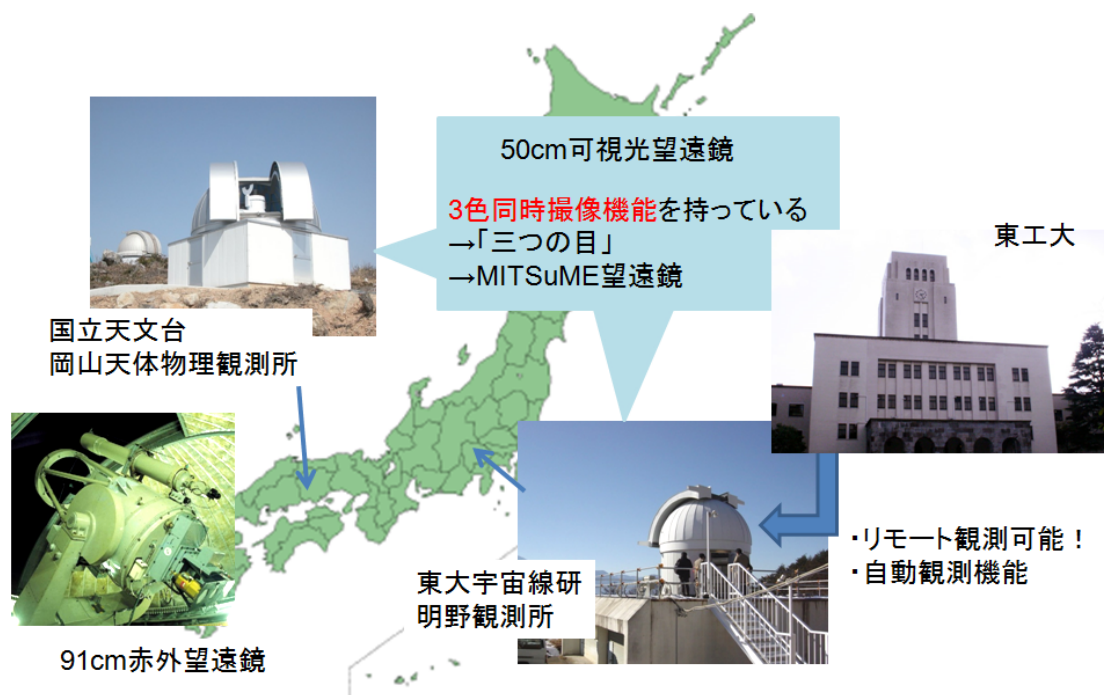 50cm可視光望遠鏡
3色同時撮像機能を持っている
→「三つの目」
→MITSuME望遠鏡
東工大
国立天文台
岡山天体物理観測所
・リモート観測可能！
・自動観測機能
東大宇宙線研
明野観測所
91cm赤外望遠鏡